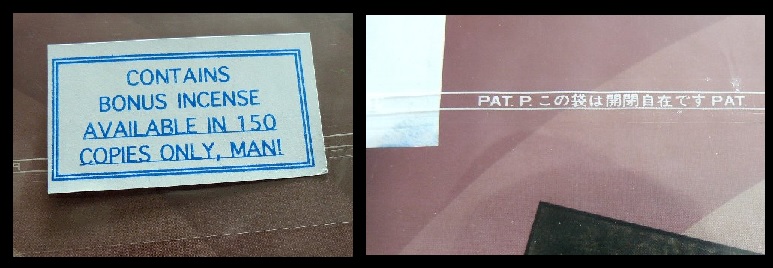 CONTAINS
BONUS INCENSE
AVAILABLE IN 150
COPIES ONLY, MAN!
PAT. P. この袋は開閉自在です PAT.